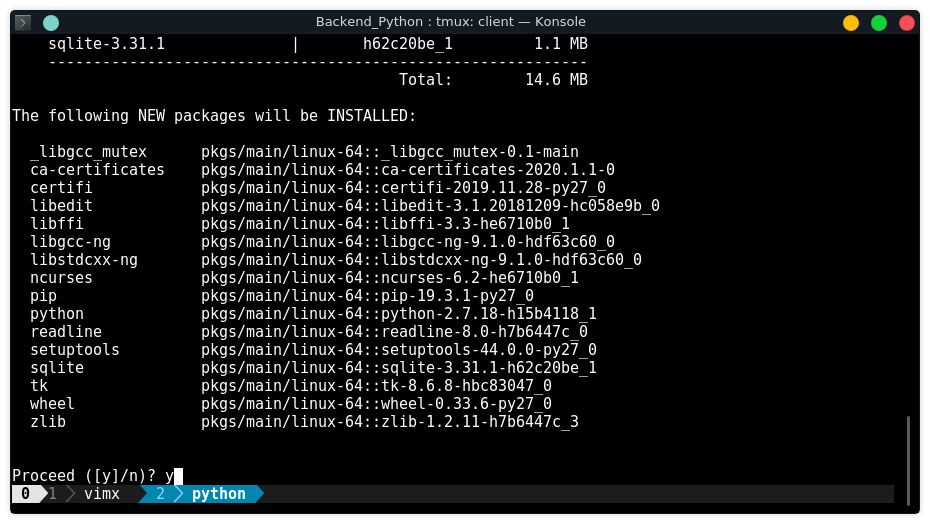 Backend_Python : tmux: client — Konsole
sqlite-3.31.1 | h62c20be_1 1.1 MB
------------------------------------------------------------
Total: 14.6 MB
The following NEW packages will be INSTALLED:
_libgcc_mutex pkgs/main/linux-64::_libgcc_mutex-0.1-main
ca-certificates pkgs/main/linux-64::ca-certificates-2020.1.1-0
certifi pkgs/main/linux-64::certifi-2019.11.28-py27_0
libedit pkgs/main/linux-64::libedit-3.1.20181209-hc058e9b_0
libffi pkgs/main/linux-64::libffi-3.3-he6710b0_1
libgcc-ng pkgs/main/linux-64::libgcc-ng-9.1.0-hdf63c60_0
libstdcxx-ng pkgs/main/linux-64::libstdcxx-ng-9.1.0-hdf63c60_0
ncurses pkgs/main/linux-64::ncurses-6.2-he6710b0_1
pip pkgs/main/linux-64::pip-19.3.1-py27_0
python pkgs/main/linux-64::python-2.7.18-h15b4118_1
readline pkgs/main/linux-64::readline-8.0-h7b6447c_0
setuptools pkgs/main/linux-64::setuptools-44.0.0-py27_0
sqlite pkgs/main/linux-64::sqlite-3.31.1-h62c20be_1
tk pkgs/main/linux-64::tk-8.6.8-hbc83047_0
wheel pkgs/main/linux-64::wheel-0.33.6-py27_0
zlib pkgs/main/linux-64::zlib-1.2.11-h7b6447c_3
Proceed ([y]/n)? y
0 1 vimx 2 python